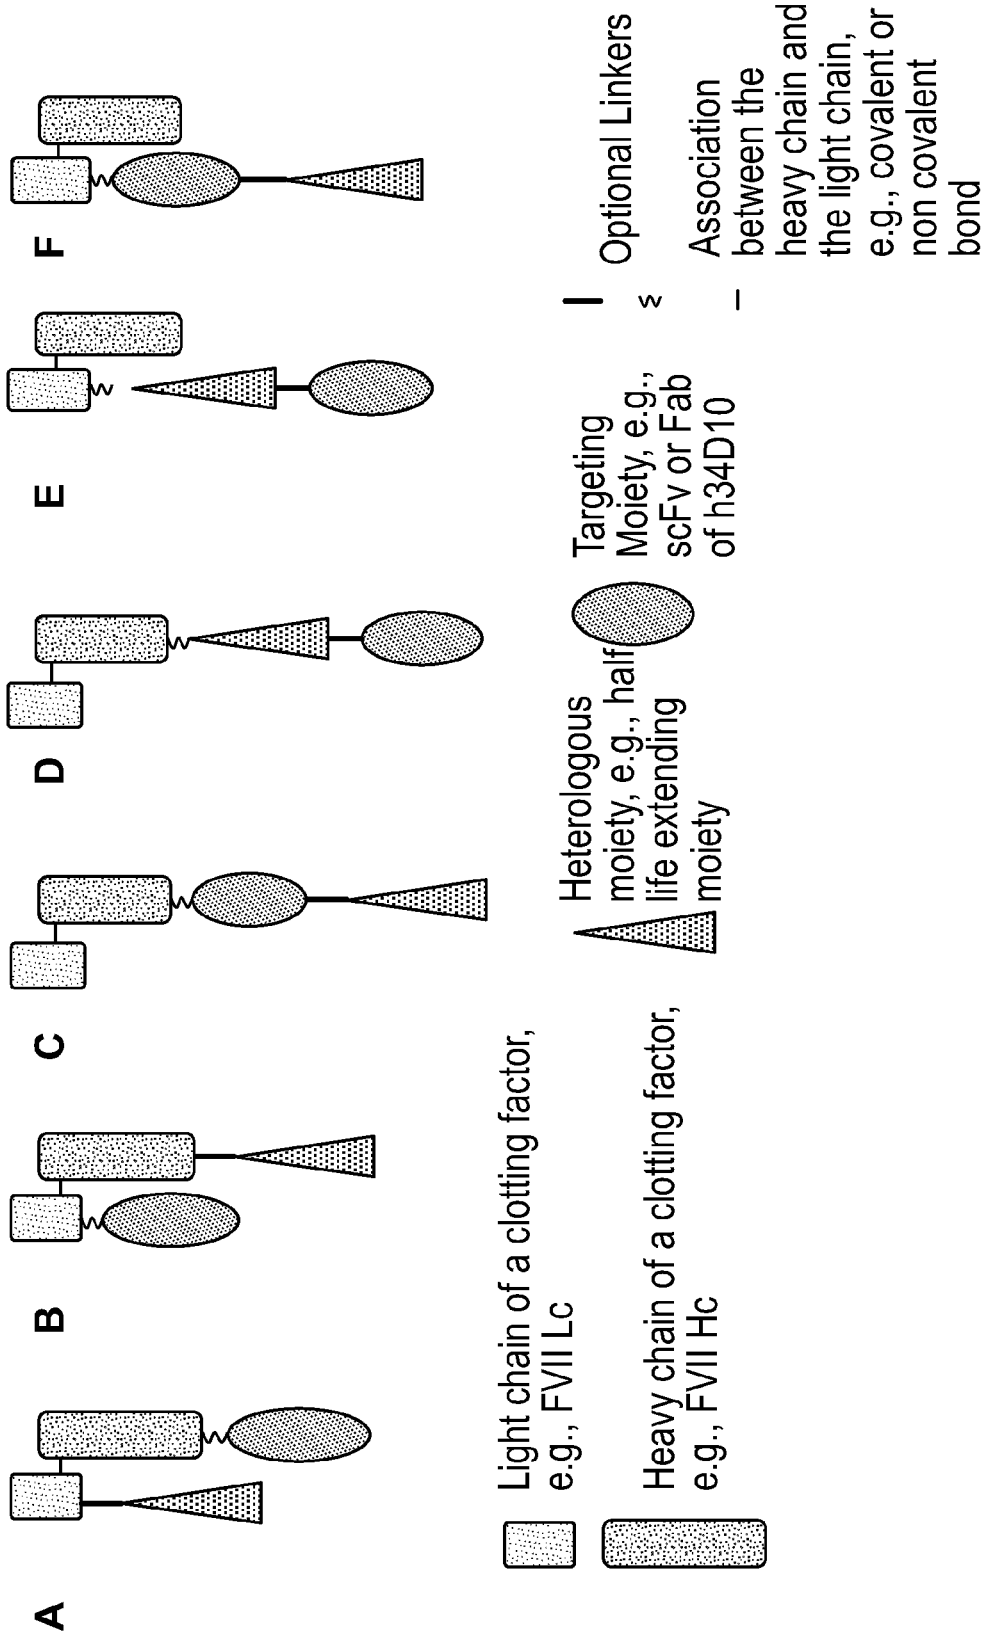 A
B
C
D
E
F
Light chain of a clotting factor,
e.g., FVII Lc
Heavy chain of a clotting factor,
e.g., FVII Hc
Heterologous
moiety, e.g., half
life extending
moiety
Targeting
Moiety, e.g.,
scFv or Fab
of h34D10
Optional Linkers
Association
between the
heavy chain and
the light chain,
e.g., covalent or
non covalent
bond